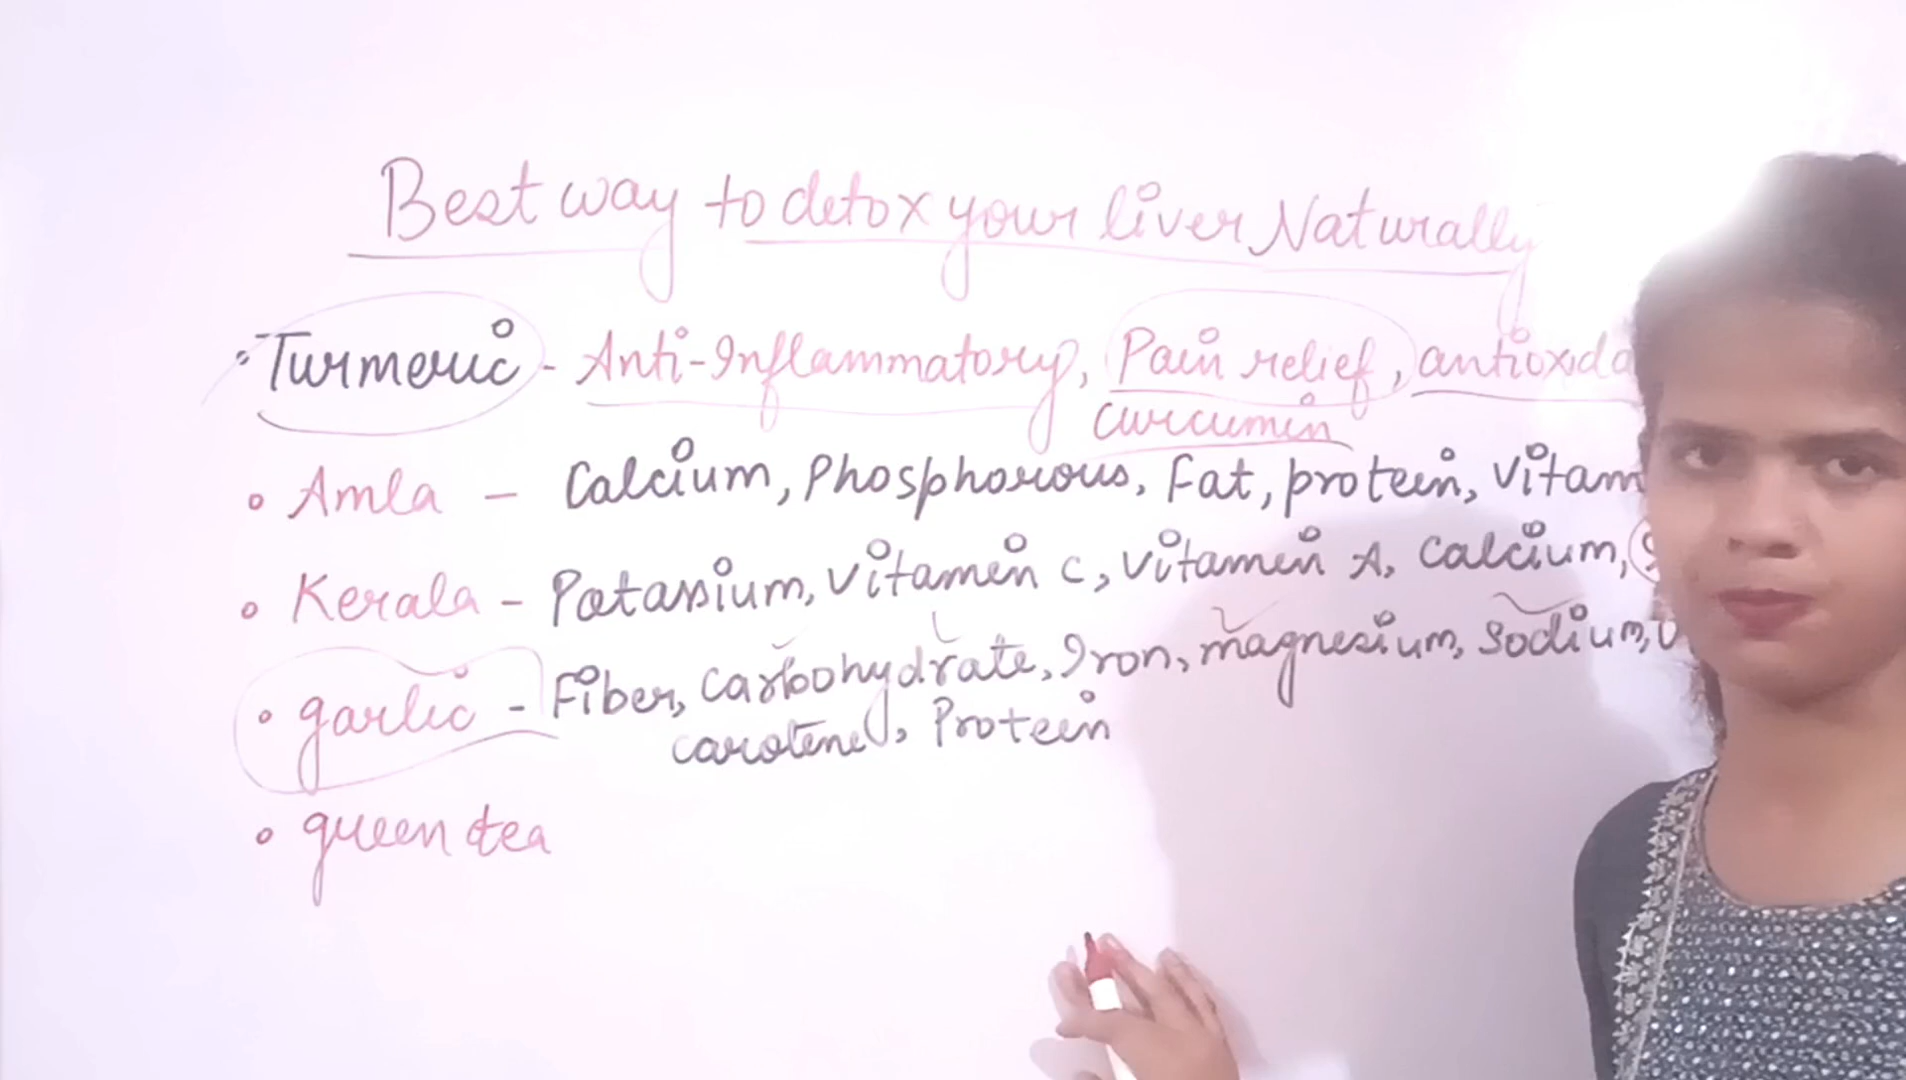 Best way to detox your liver Naturally
• Turmeric - Anti-Inflammatory, Pain relief, antioxida
curcumin
• Amla - Calcium, Phosphorous, Fat, protein, Vitam
• Kerala - Potassium, Vitamin C, Vitamin A, Calcium,
• garlic - Fiber, Carbohydrate, Iron, magnesium, Sodium,
carotene, Protein
• green tea